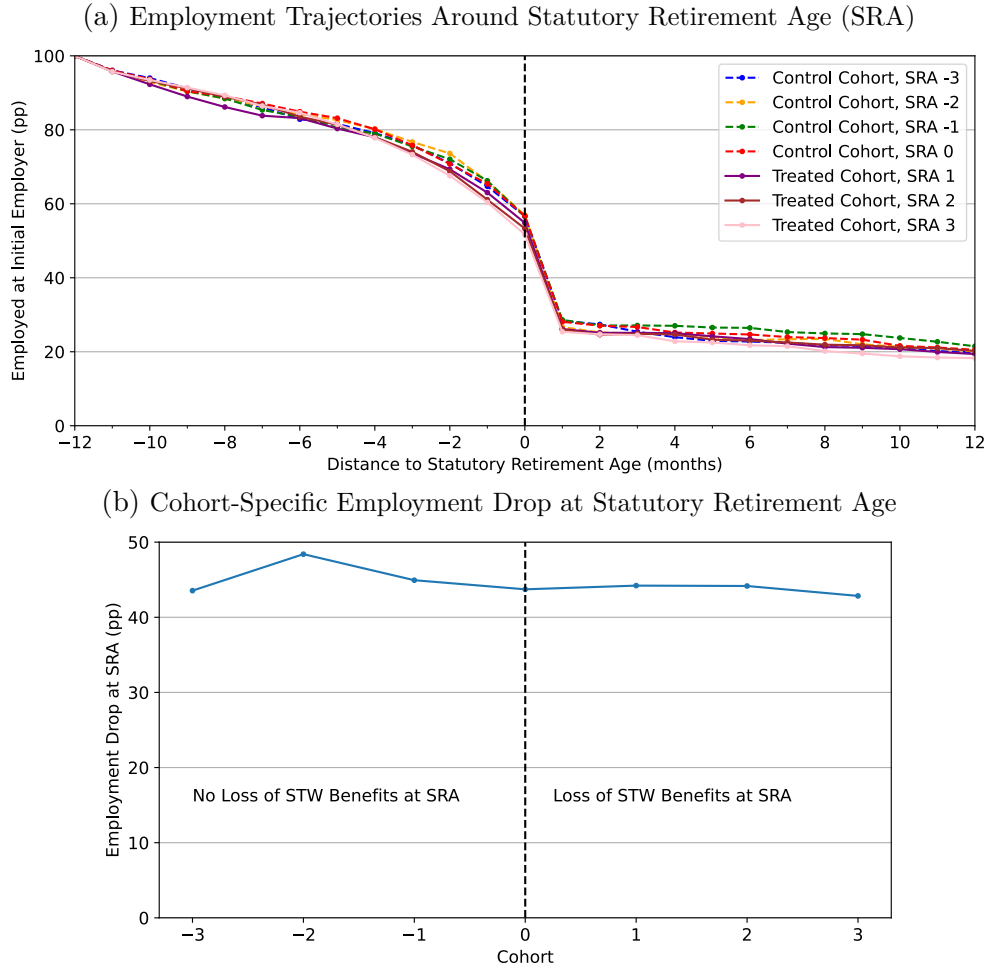 (a) Employment Trajectories Around Statutory Retirement Age (SRA)
Employed at Initial Employer (pp)
100
80
60
40
20
0
Control Cohort, SRA -3
Control Cohort, SRA -2
Control Cohort, SRA -1
Control Cohort, SRA 0
Treated Cohort, SRA 1
Treated Cohort, SRA 2
Treated Cohort, SRA 3
−12 −10 −8 −6 −4 −2 0 2 4 6 8 10 12
Distance to Statutory Retirement Age (months)
(b) Cohort-Specific Employment Drop at Statutory Retirement Age
Employment Drop at SRA (pp)
50
40
30
20
10
0
No Loss of STW Benefits at SRA
Loss of STW Benefits at SRA
−3 −2 −1 0 1 2 3
Cohort